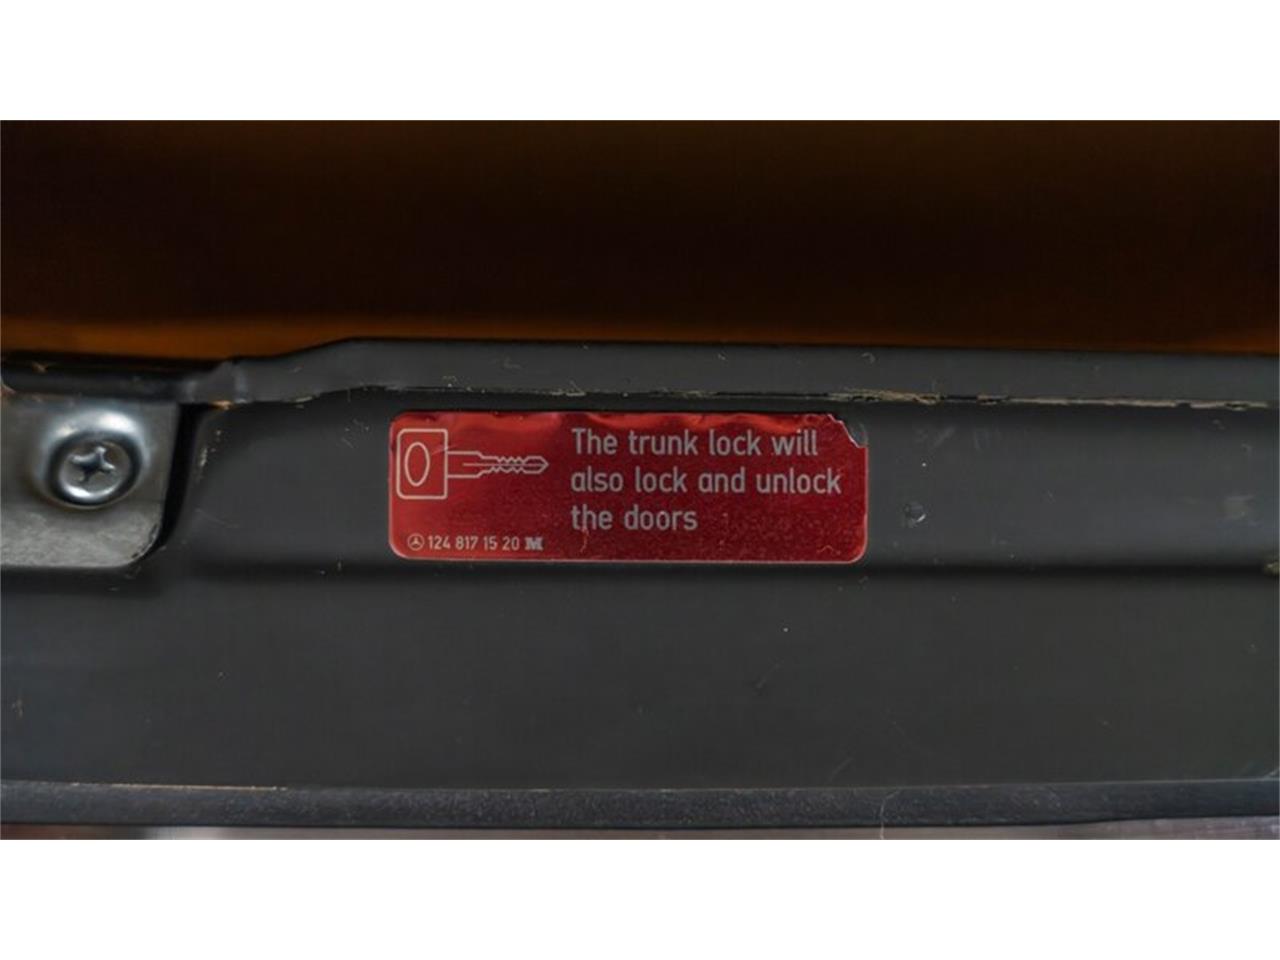 The trunk lock will
also lock and unlock
the doors
124 817 15 20 M